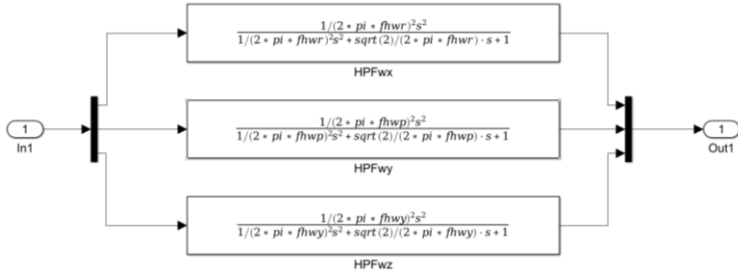 1/(2 * pi * fhwr)²s²
1/(2 * pi * fhwr)²s² + sqrt(2)/(2 * pi * fhwr) · s + 1
HPFwx
1
In1
1/(2 * pi * fhwp)²s²
1/(2 * pi * fhwp)²s² + sqrt(2)/(2 * pi * fhwp) · s + 1
HPFwy
1
Out1
1/(2 * pi * fhwy)²s²
1/(2 * pi * fhwy)²s² + sqrt(2)/(2 * pi * fhwy) · s + 1
HPFwz